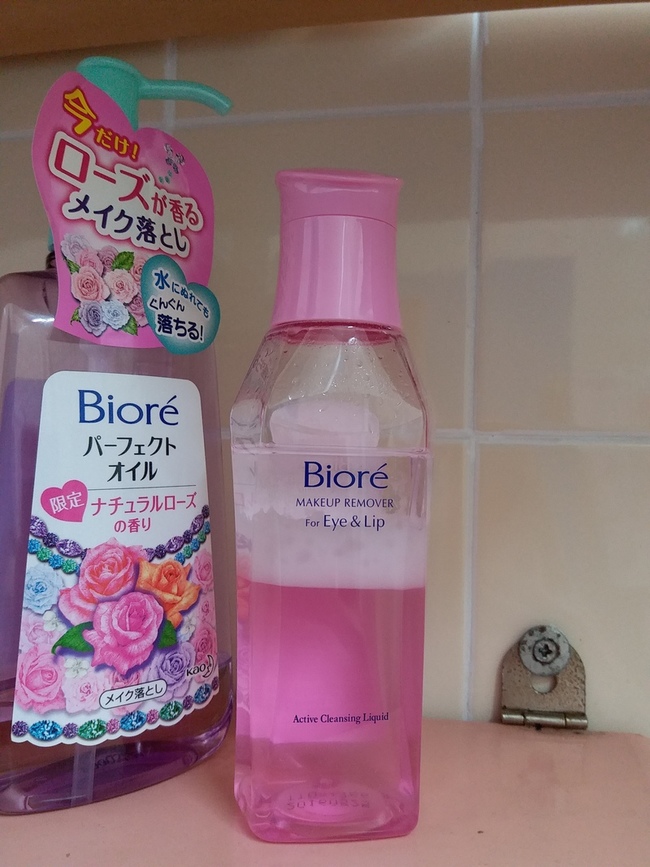 今だけ!
ローズが香る
メイク落とし
水にぬれても
ぐんぐん
落ちる!
Bioré
パーフェクト
オイル
限定
ナチュラルローズ
の香り
Kao
メイク落とし
Bioré
MAKEUP REMOVER
For Eye & Lip
Active Cleansing Liquid